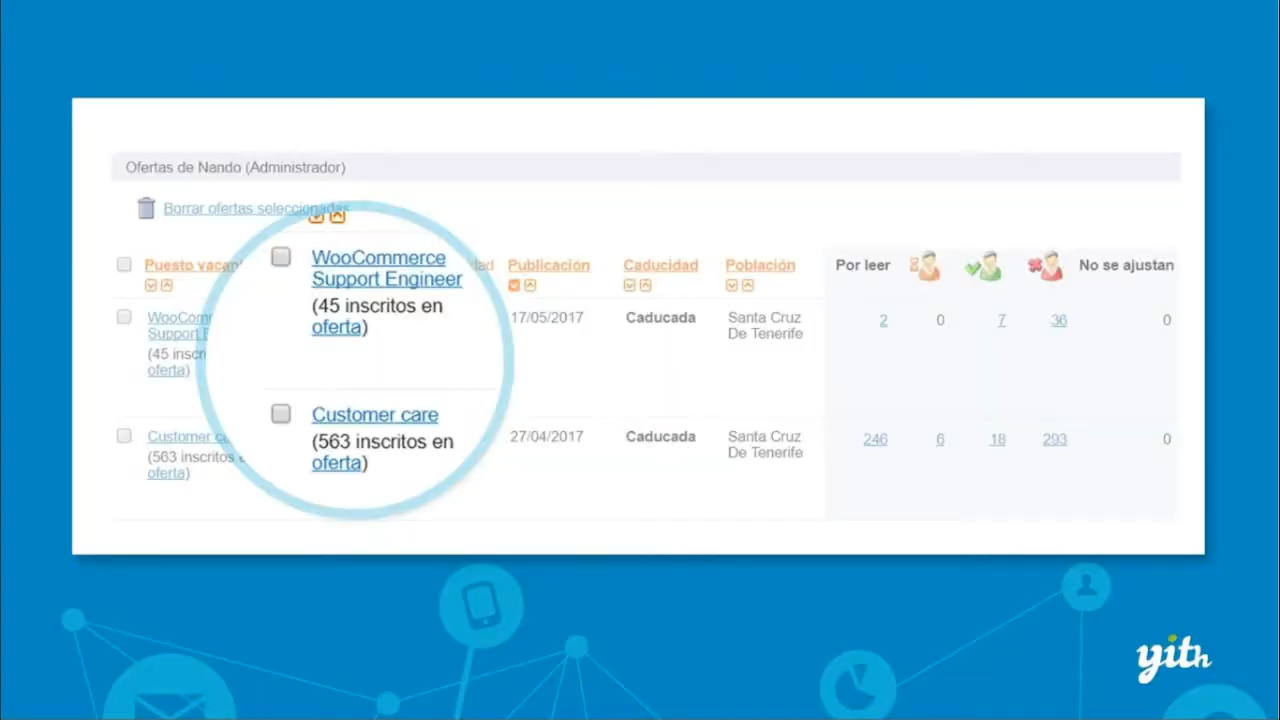 Ofertas de Nando (Administrador)
Borrar ofertas seleccionadas
Puesto vacan
dad
Publicación
Caducidad
Población
Por leer
No se ajustan
WooCommerce
Support Engineer
(45 inscritos en
oferta)
WooComm
Support E
(45 inscri
oferta)
17/05/2017
Caducada
Santa Cruz
De Tenerife
2
0
7
36
0
Customer care
(563 inscritos en
oferta)
Customer ca
(563 inscritos e
oferta)
27/04/2017
Caducada
Santa Cruz
De Tenerife
246
6
18
293
0
yith